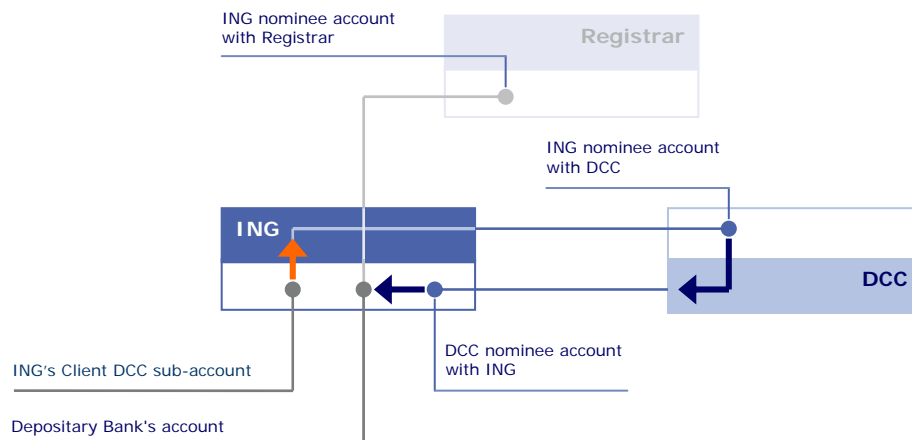 ING nominee account
with Registrar
Registrar
ING nominee account
with DCC
ING
DCC
DCC nominee account
with ING
ING's Client DCC sub-account
Depositary Bank's account